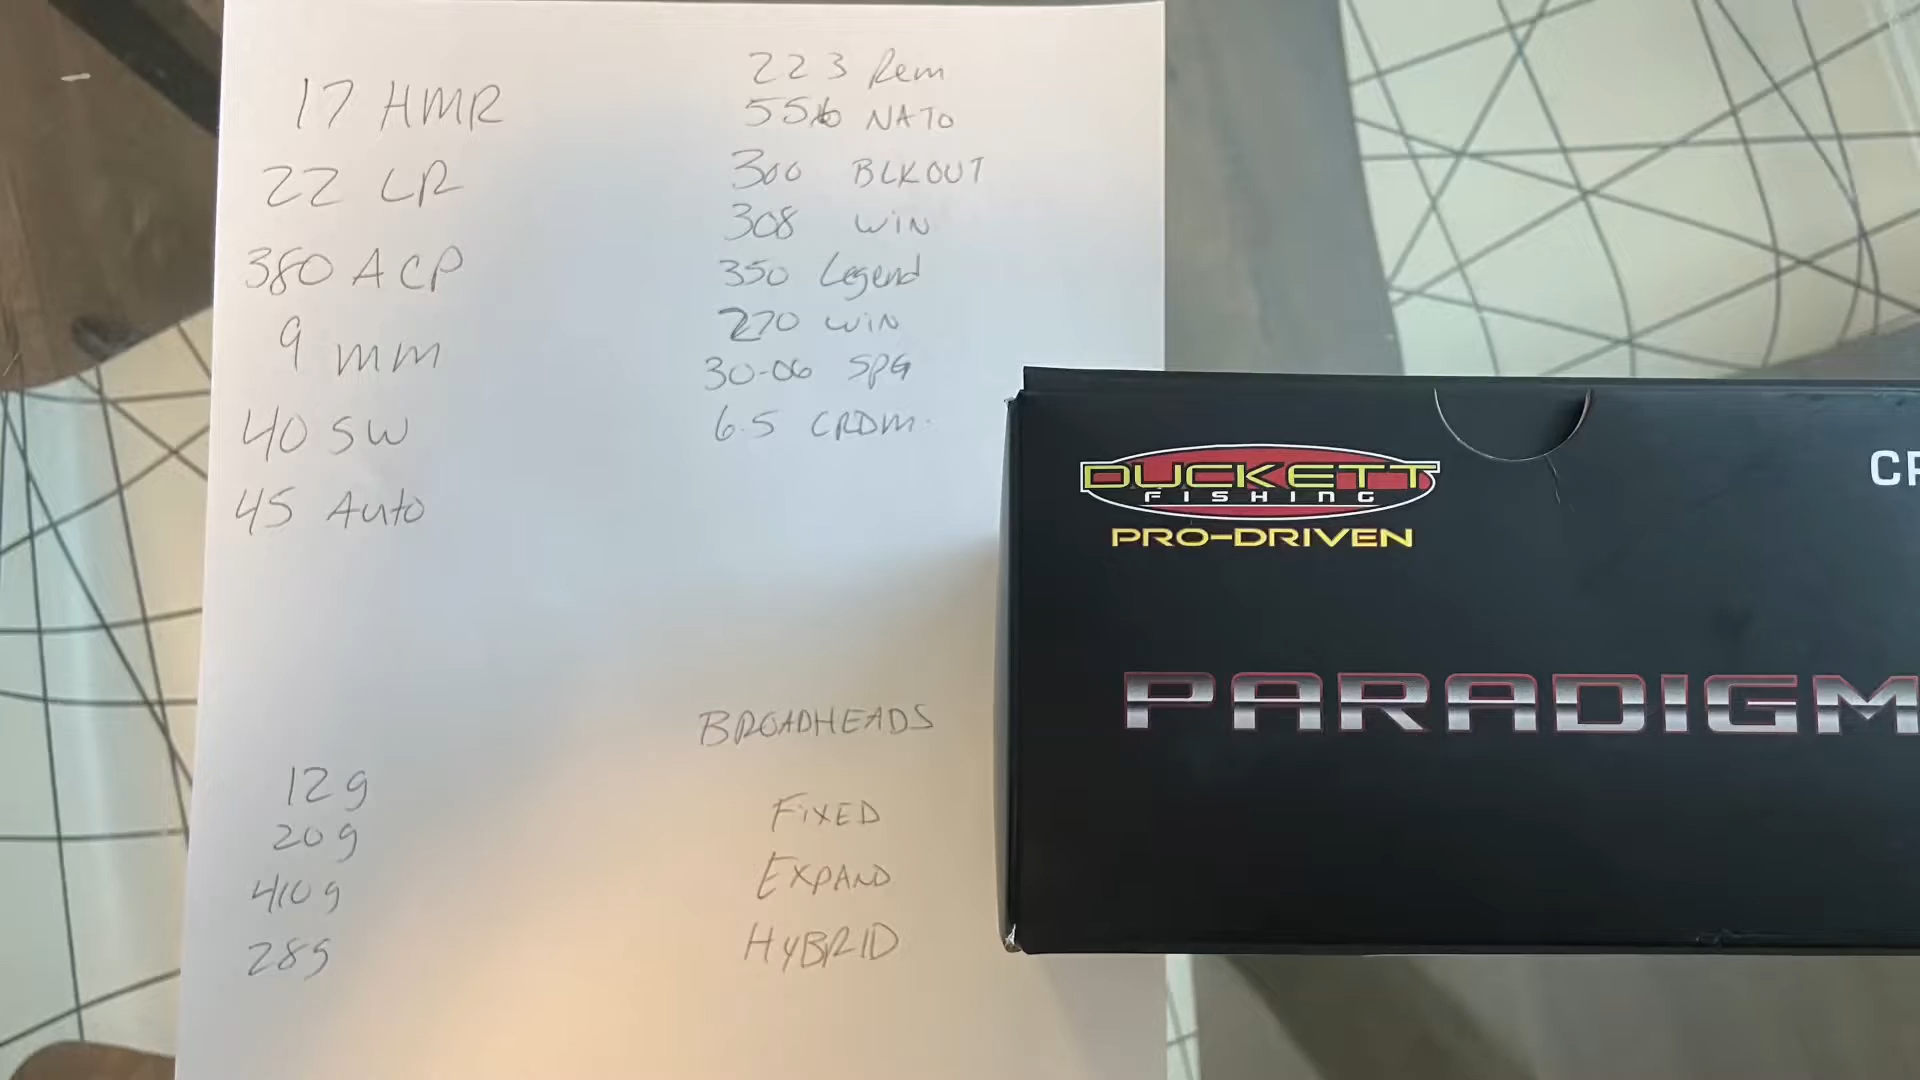 17 HMR
22 LR
380 ACP
9 mm
40 SW
45 Auto
12g
20g
410g
28g
223 Rem
556 NATO
300 BLKOUT
308 WIN
350 Legend
270 WIN
30-06 SPG
6.5 CRDM.
BROADHEADS
FIXED
EXPAND
HYBRID
DUCKETT
FISHING
PRO-DRIVEN
PARADIGM